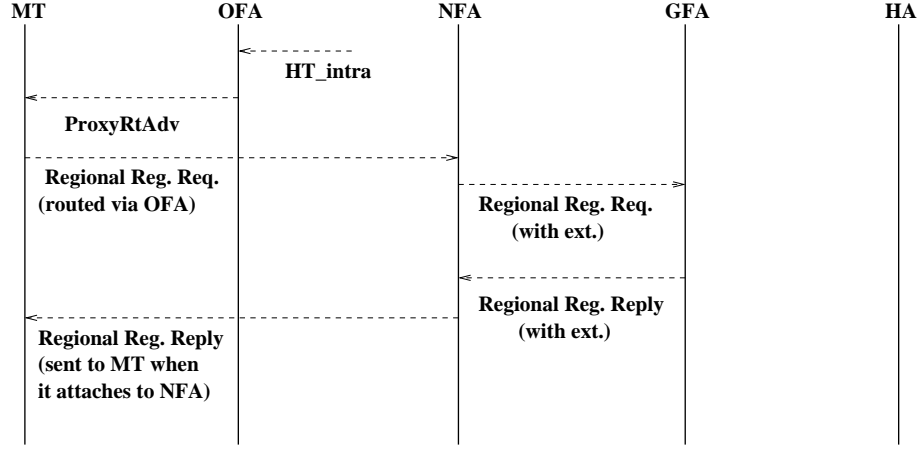 MT OFA NFA GFA HA
HT_intra
ProxyRtAdv
Regional Reg. Req.
(routed via OFA)
Regional Reg. Req.
(with ext.)
Regional Reg. Reply
(with ext.)
Regional Reg. Reply
(sent to MT when
it attaches to NFA)